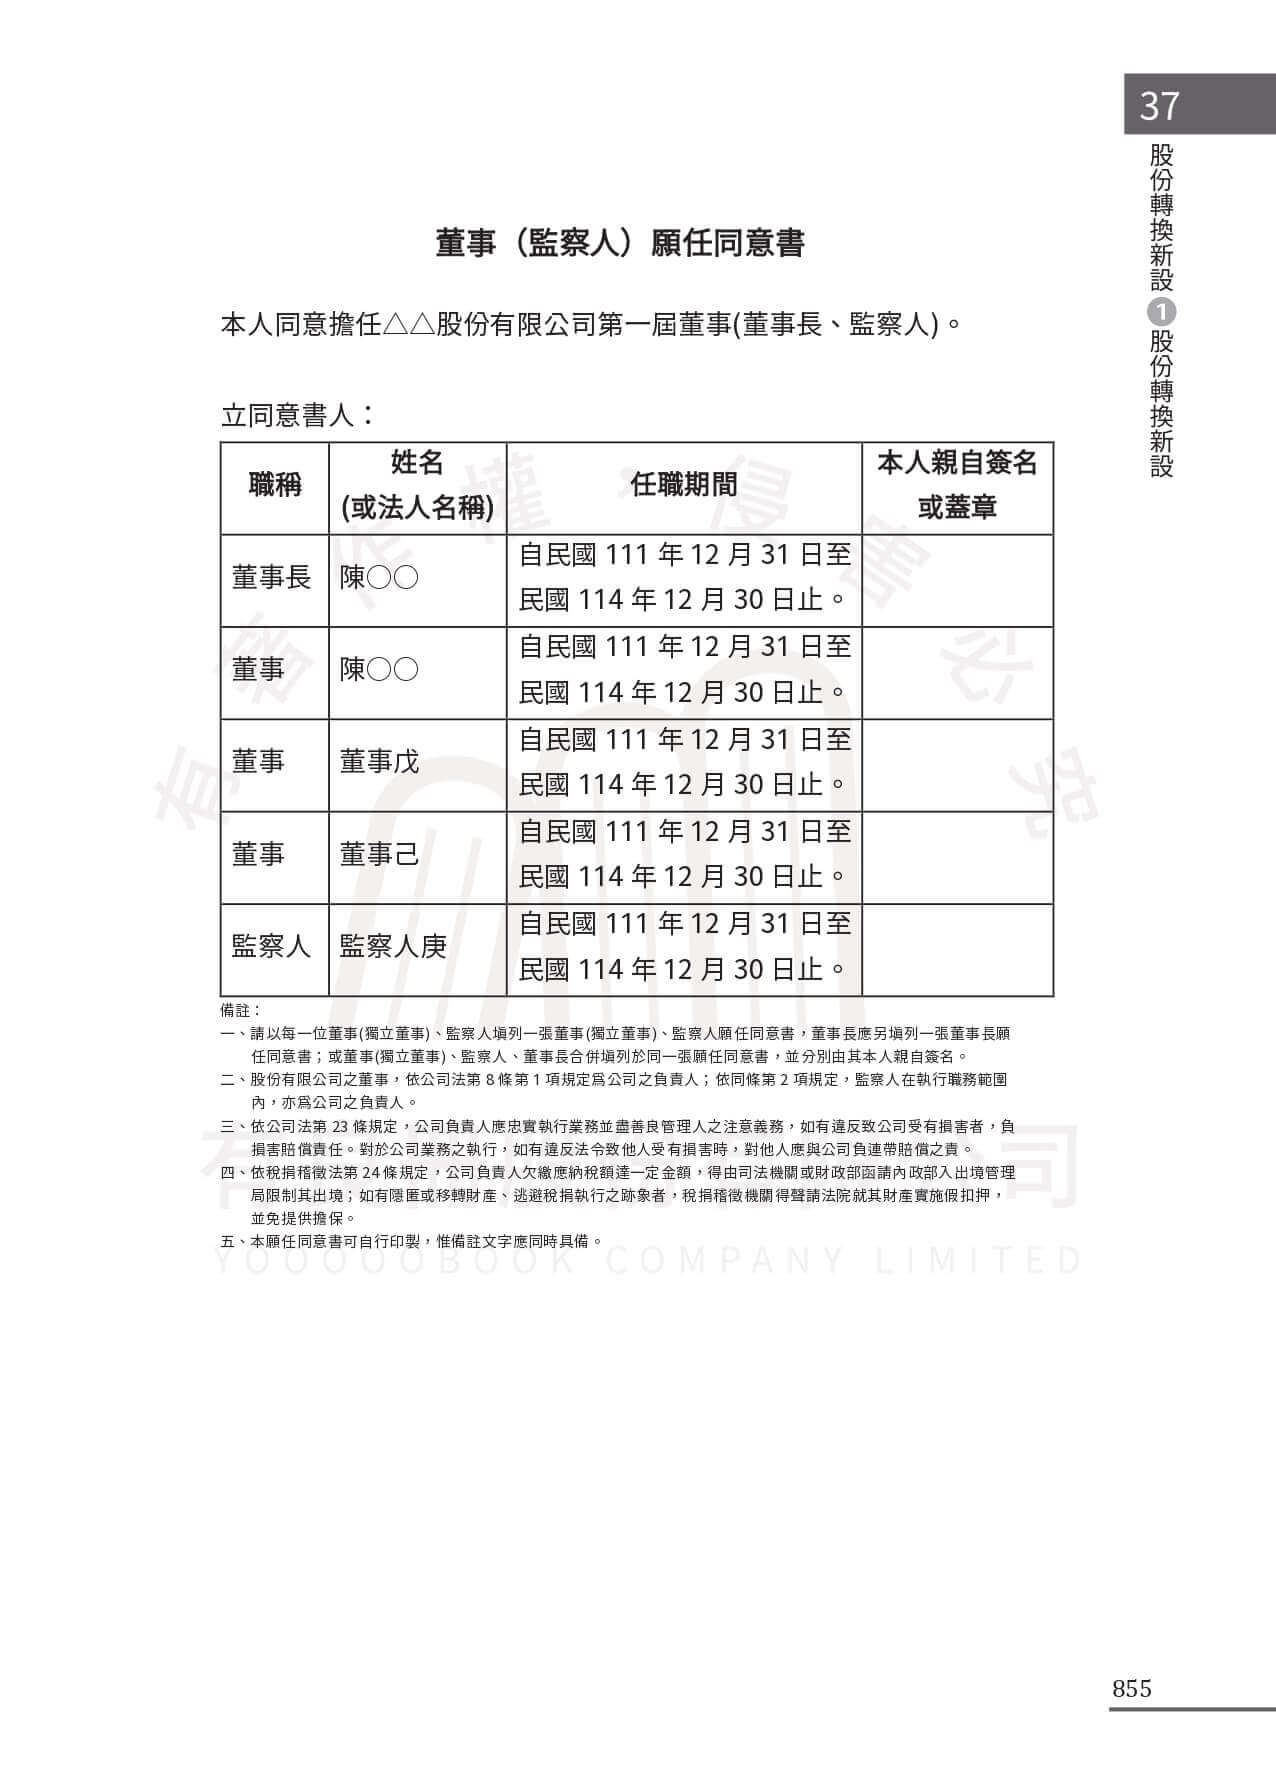 37
股份轉換新設
1
股份轉換新設
董事（監察人）願任同意書
本人同意擔任△△股份有限公司第一屆董事(董事長、監察人)。
立同意書人：
職稱
姓名
(或法人名稱)
任職期間
本人親自簽名
或蓋章
董事長
陳○○
自民國 111 年 12 月 31 日至
民國 114 年 12 月 30 日止。
董事
陳○○
自民國 111 年 12 月 31 日至
民國 114 年 12 月 30 日止。
董事
董事戊
自民國 111 年 12 月 31 日至
民國 114 年 12 月 30 日止。
董事
董事己
自民國 111 年 12 月 31 日至
民國 114 年 12 月 30 日止。
監察人
監察人庚
自民國 111 年 12 月 31 日至
民國 114 年 12 月 30 日止。
備註：
一、請以每一位董事(獨立董事)、監察人填列一張董事(獨立董事)、監察人願任同意書，董事長應另填列一張董事長願
任同意書；或董事(獨立董事)、監察人、董事長合併填列於同一張願任同意書，並分別由其本人親自簽名。
二、股份有限公司之董事，依公司法第 8 條第 1 項規定為公司之負責人；依同條第 2 項規定，監察人在執行職務範圍
內，亦為公司之負責人。
三、依公司法第 23 條規定，公司負責人應忠實執行業務並盡善良管理人之注意義務，如有違反致公司受有損害者，負
損害賠償責任。對於公司業務之執行，如有違反法令致他人受有損害時，對他人應與公司負連帶賠償之責。
四、依稅捐稽徵法第 24 條規定，公司負責人欠繳應納稅額達一定金額，得由司法機關或財政部函請內政部入出境管理
局限制其出境；如有隱匿或移轉財產、逃避稅捐執行之跡象者，稅捐稽徵機關得聲請法院就其財產實施假扣押，
並免提供擔保。
五、本願任同意書可自行印製，惟備註文字應同時具備。
有著作權，侵害必究
YOOOOOBOOK COMPANY LIMITED
855